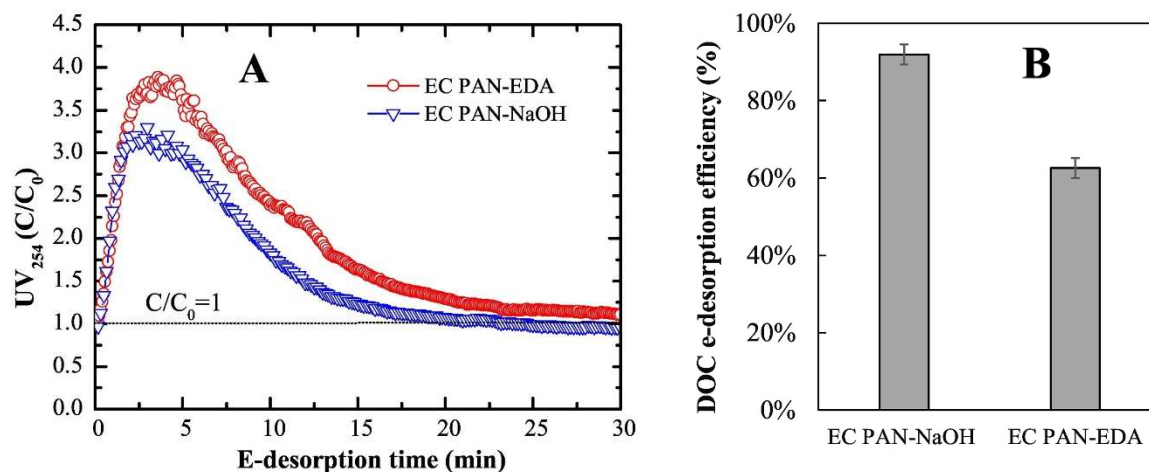 4.5
4.0
3.5
3.0
2.5
2.0
1.5
1.0
0.5
0.0
UV254 (C/C0)
A
EC PAN-EDA
EC PAN-NaOH
C/C0=1
0 5 10 15 20 25 30
E-desorption time (min)
DOC e-desorption efficiency (%)
100%
80%
60%
40%
20%
0%
B
EC PAN-NaOH EC PAN-EDA